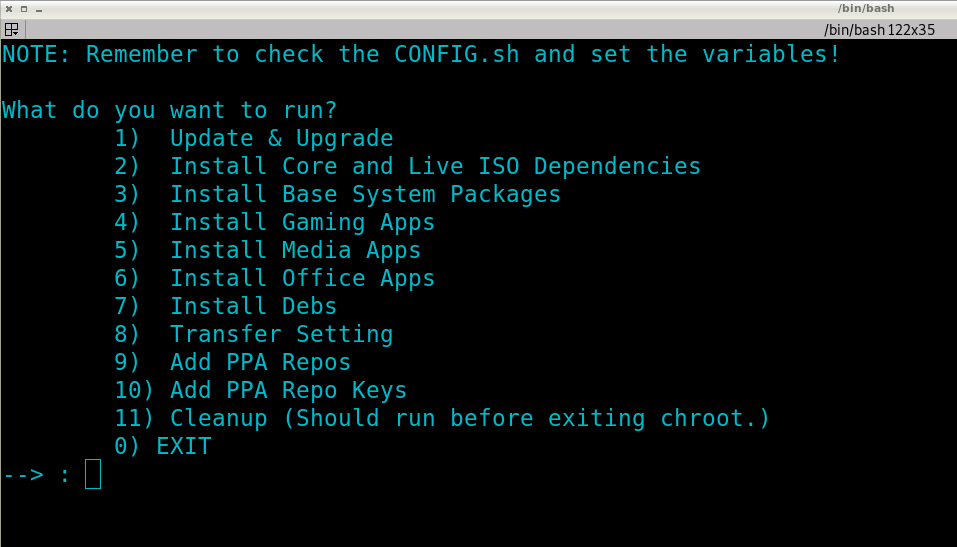 /bin/bash
/bin/bash 122x35
NOTE: Remember to check the CONFIG.sh and set the variables!
What do you want to run?
1) Update & Upgrade
2) Install Core and Live ISO Dependencies
3) Install Base System Packages
4) Install Gaming Apps
5) Install Media Apps
6) Install Office Apps
7) Install Debs
8) Transfer Setting
9) Add PPA Repos
10) Add PPA Repo Keys
11) Cleanup (Should run before exiting chroot.)
0) EXIT
--> :